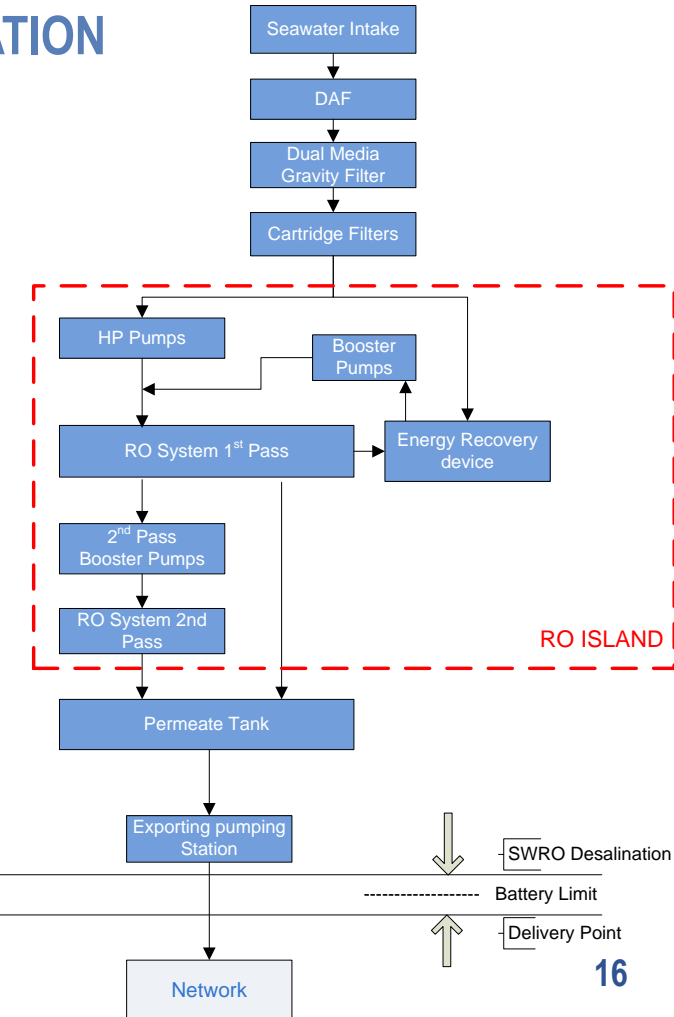 ATION
Seawater Intake
DAF
Dual Media
Gravity Filter
Cartridge Filters
HP Pumps
Booster
Pumps
RO System 1st Pass
Energy Recovery
device
2nd Pass
Booster Pumps
RO System 2nd
Pass
RO ISLAND
Permeate Tank
Exporting pumping
Station
SWRO Desalination
Battery Limit
Delivery Point
16
Network